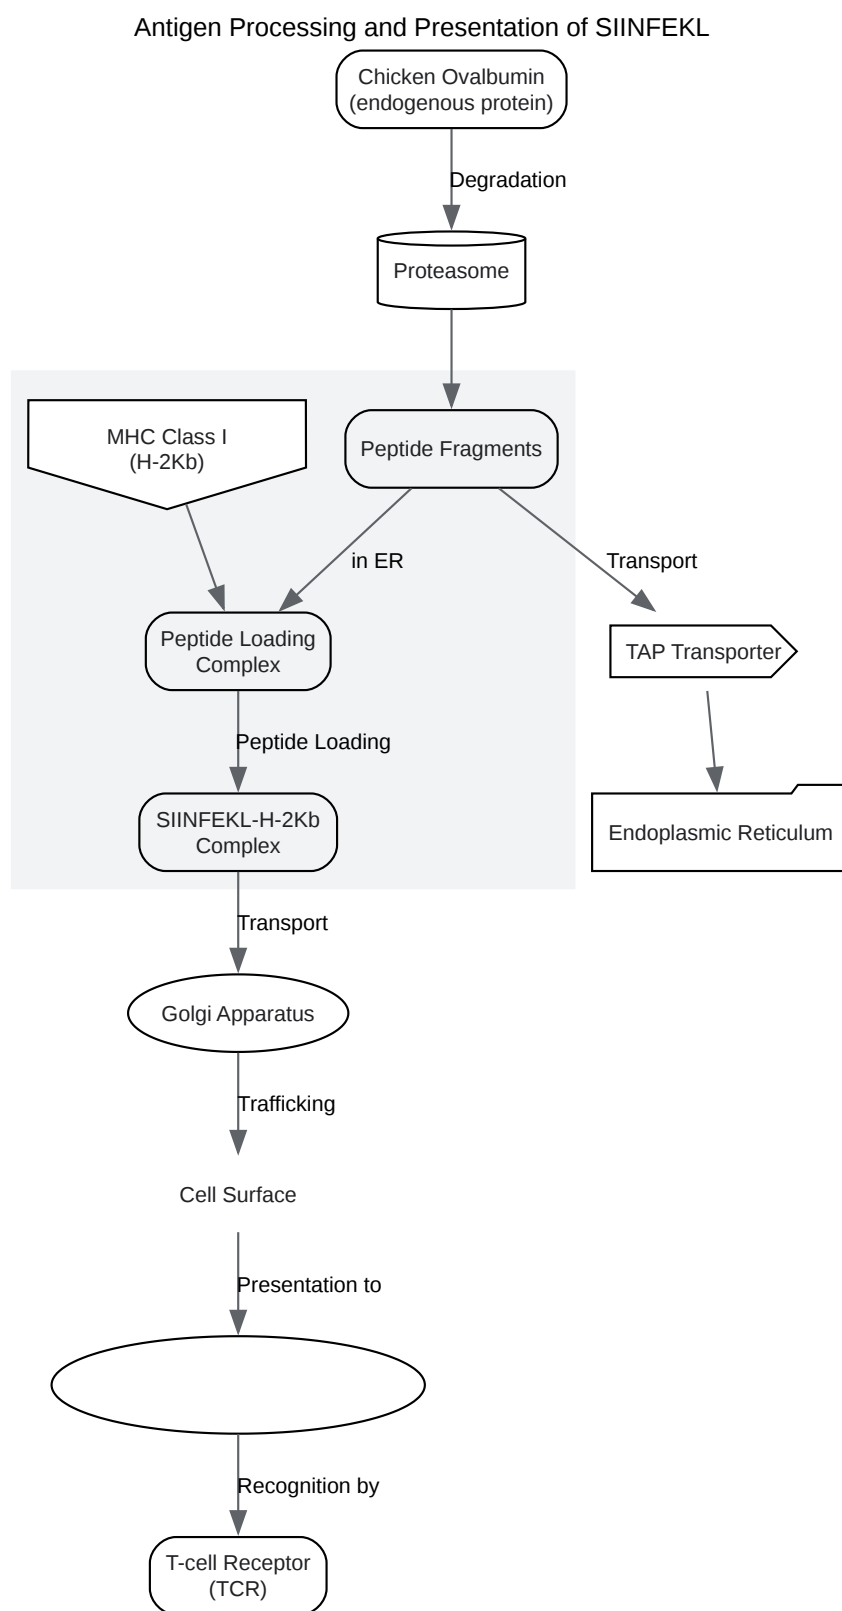 Antigen Processing and Presentation of SIINFEKL
Chicken Ovalbumin
(endogenous protein)
Degradation
Proteasome
MHC Class I
(H-2Kb)
Peptide Fragments
in ER
Transport
Peptide Loading
Complex
TAP Transporter
Peptide Loading
SIINFEKL-H-2Kb
Complex
Endoplasmic Reticulum
Transport
Golgi Apparatus
Trafficking
Cell Surface
Presentation to
Recognition by
T-cell Receptor
(TCR)